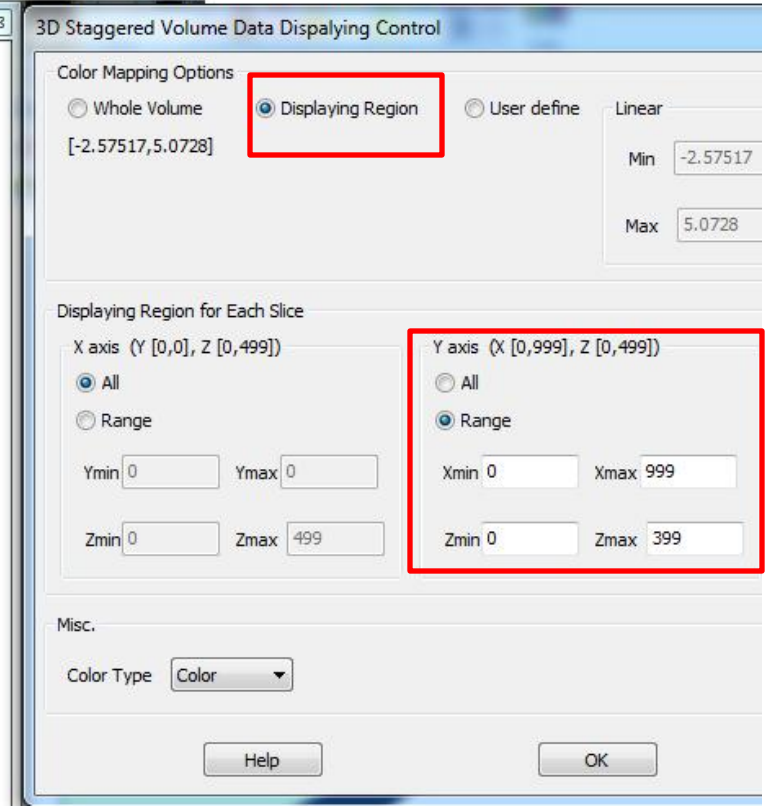 3D Staggered Volume Data Dispalying Control
Color Mapping Options
Whole Volume Displaying Region User define Linear
[-2.57517,5.0728]
Min -2.57517
Max 5.0728
Displaying Region for Each Slice
X axis (Y [0,0], Z [0,499]) Y axis (X [0,999], Z [0,499])
All All
Range Range
Ymin 0 Ymax 0 Xmin 0 Xmax 999
Zmin 0 Zmax 499 Zmin 0 Zmax 399
Misc.
Color Type Color
Help OK